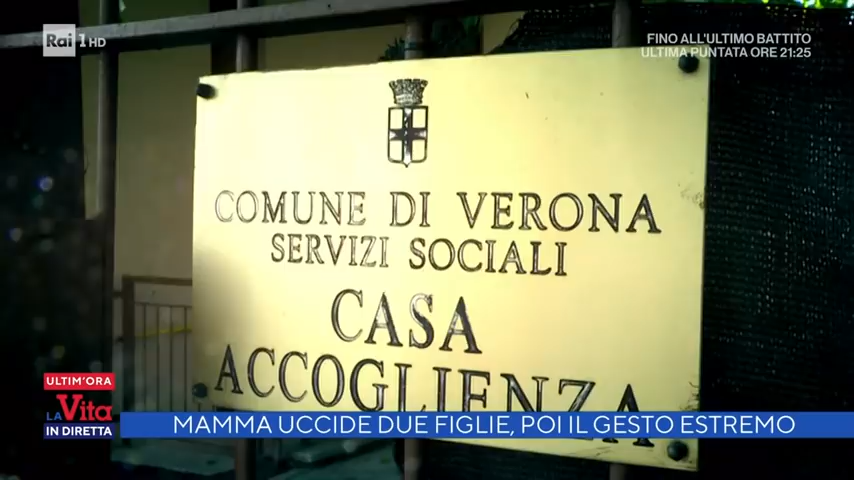 Rai 1 HD
FINO ALL'ULTIMO BATTITO
ULTIMA PUNTATA ORE 21:25
COMUNE DI VERONA
SERVIZI SOCIALI
CASA
ACCOGLIENZA
ULTIM'ORA
LA Vita
IN DIRETTA
MAMMA UCCIDE DUE FIGLIE, POI IL GESTO ESTREMO